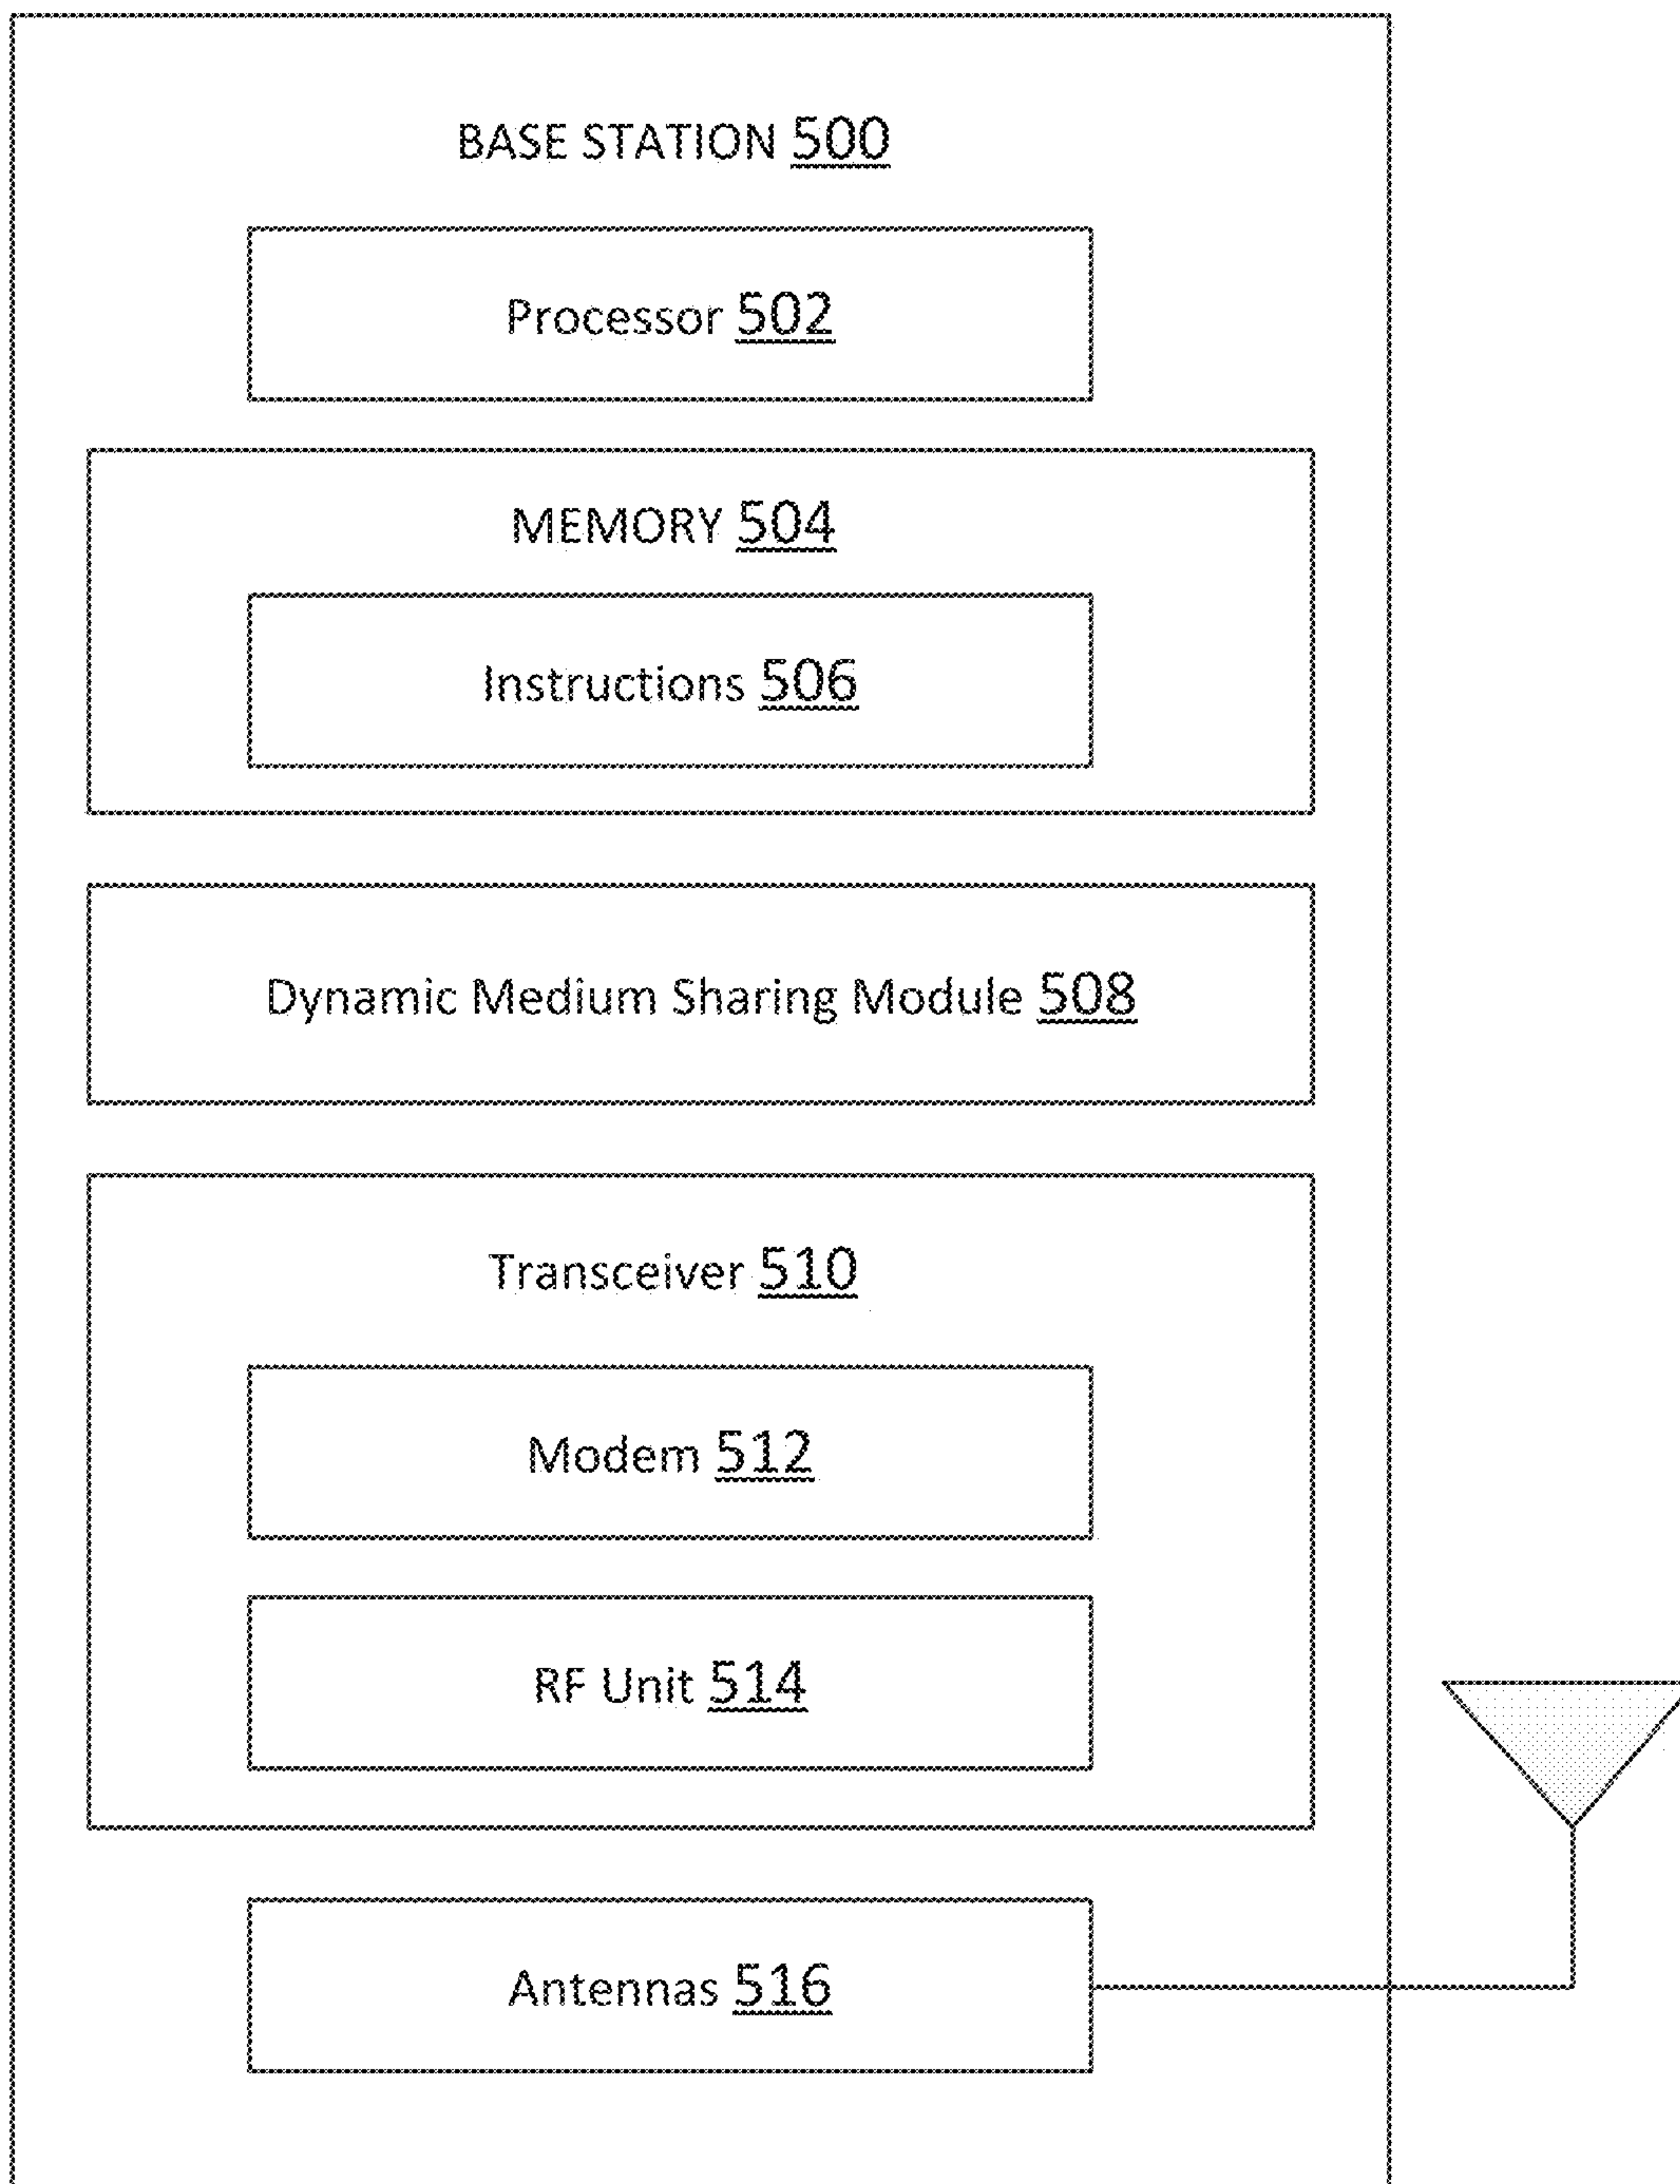 BASE STATION 500
Processor 502
MEMORY 504
Instructions 506
Dynamic Medium Sharing Module 508
Transceiver 510
Modem 512
RF Unit 514
Antennas 516